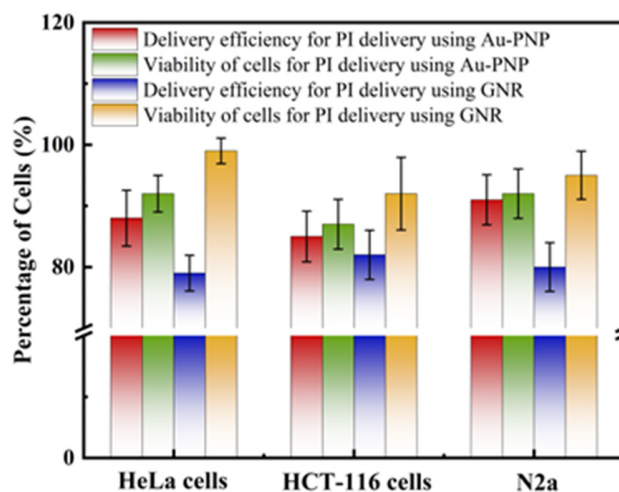 120
Delivery efficiency for PI delivery using Au-PNP
Viability of cells for PI delivery using Au-PNP
Delivery efficiency for PI delivery using GNR
Viability of cells for PI delivery using GNR
100
80
0
Percentage of Cells (%)
HeLa cells
HCT-116 cells
N2a